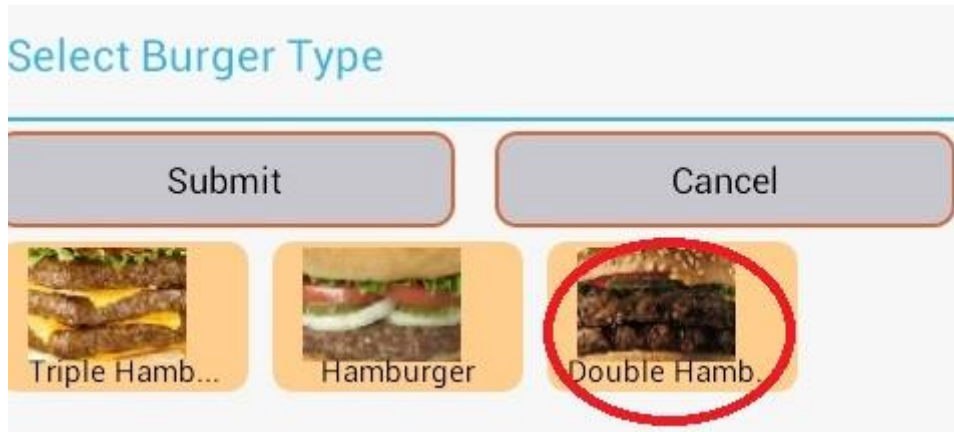 Select Burger Type
Submit
Cancel
Triple Hamb...
Hamburger
Double Hamb.